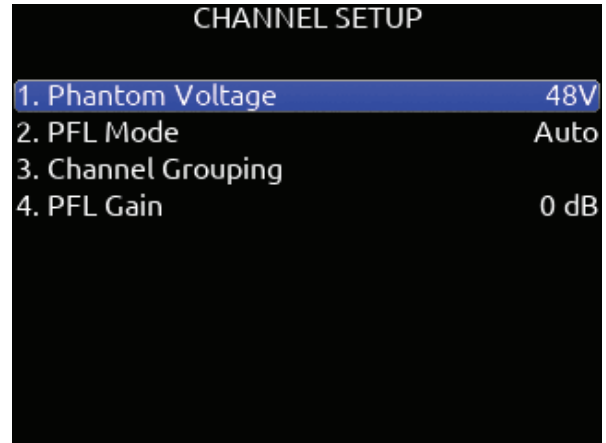 CHANNEL SETUP
1. Phantom Voltage 48V
2. PFL Mode Auto
3. Channel Grouping
4. PFL Gain 0 dB